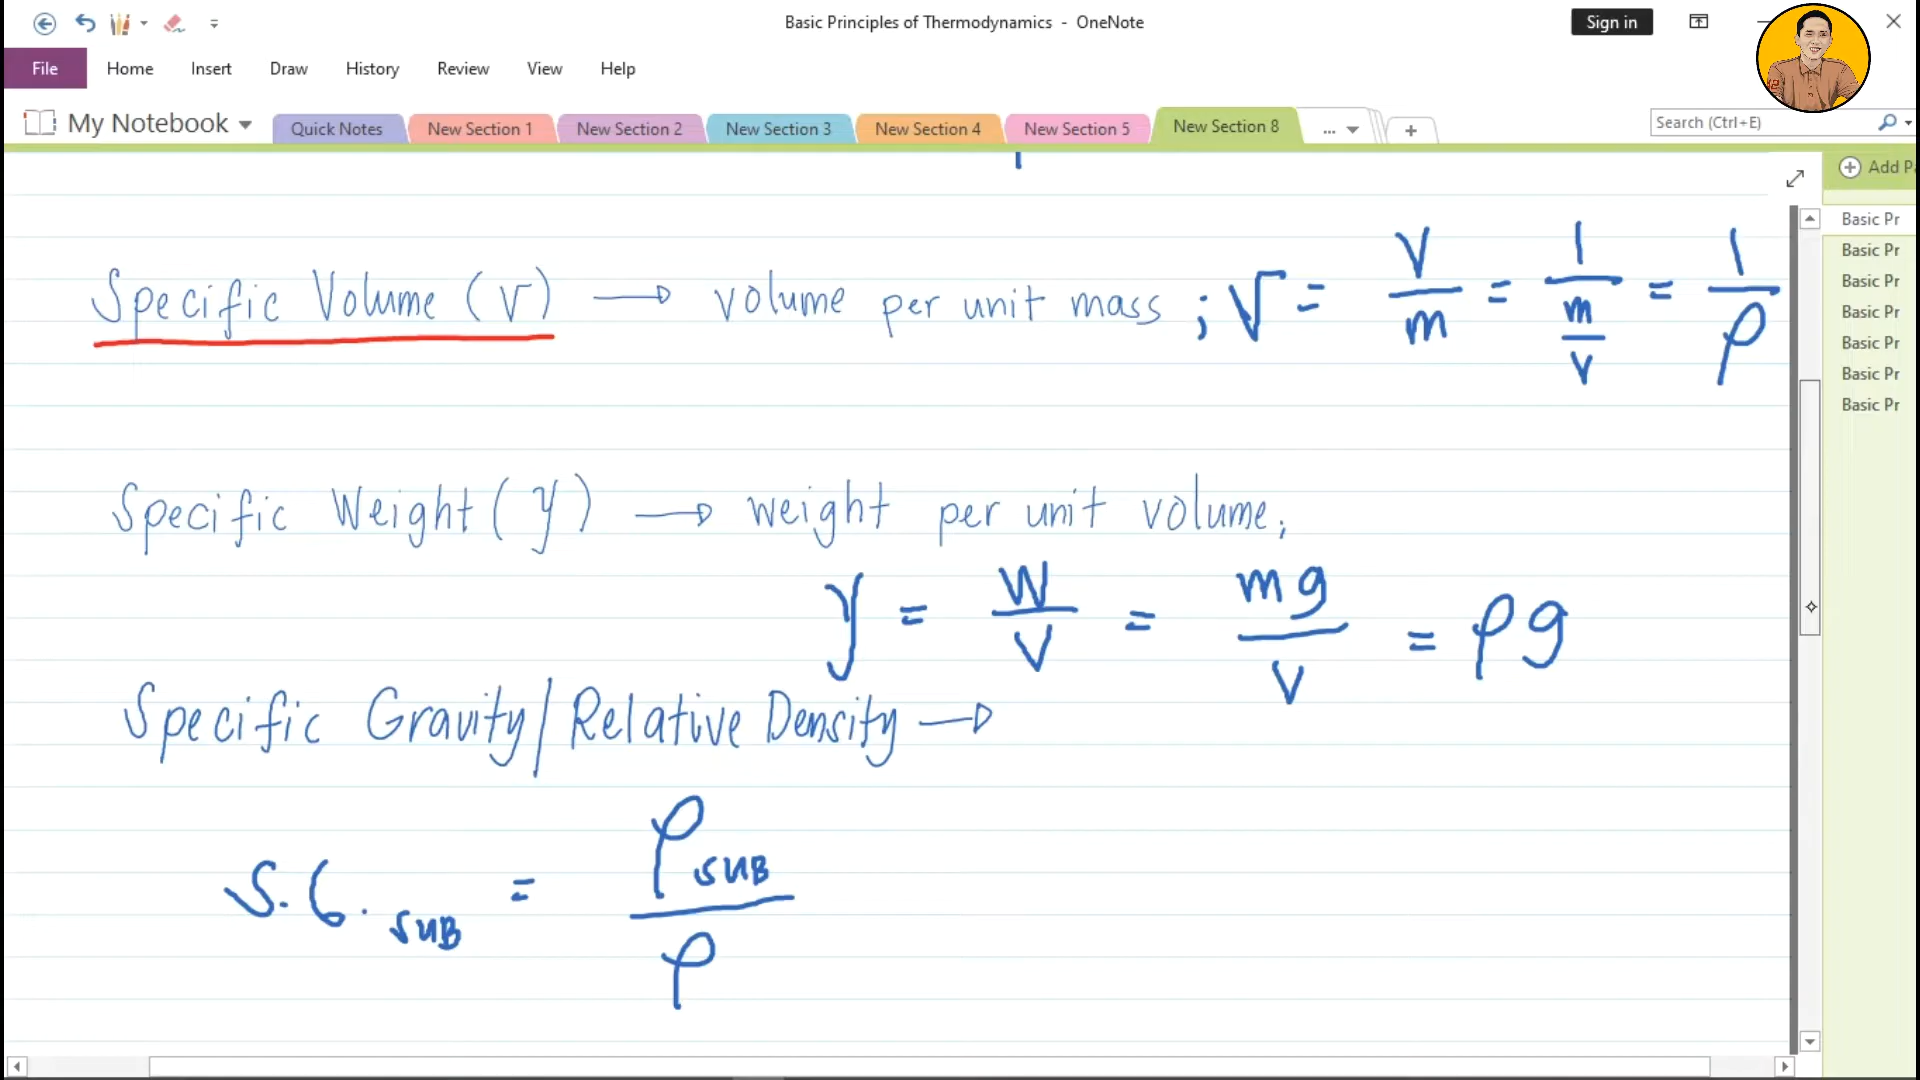 Basic Principles of Thermodynamics - OneNote
Sign in
File Home Insert Draw History Review View Help
My Notebook
Quick Notes New Section 1 New Section 2 New Section 3 New Section 4 New Section 5 New Section 8 ... +
Search (Ctrl+E)
Add P
Basic Pr
Basic Pr
Basic Pr
Basic Pr
Basic Pr
Basic Pr
Basic Pr
Specific Volume (v) → volume per unit mass ; v = V/m = 1/(m/V) = 1/ρ
Specific Weight (γ) → weight per unit volume;
γ = W/V = mg/V = ρg
Specific Gravity/Relative Density →
S.G. SUB = ρSUB/ρ